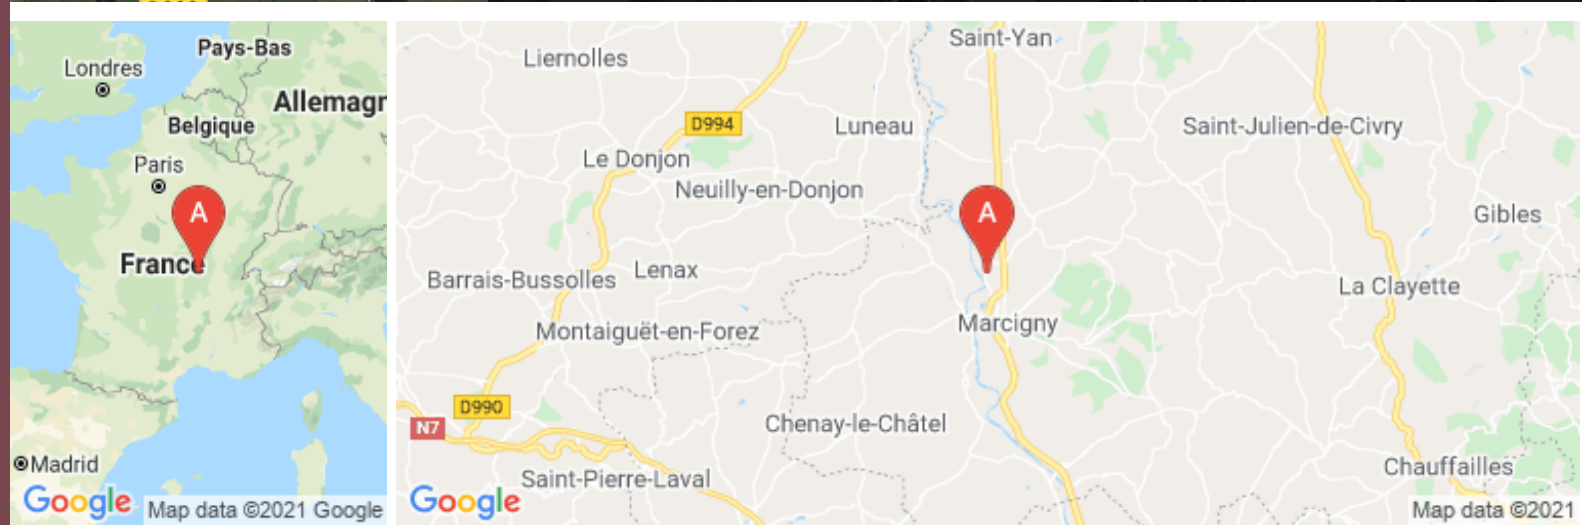 Pays-Bas
Londres
Allemagr
Belgique
Paris
A
France
Madrid
Google
Map data ©2021 Google
Saint-Yan
Liernolles
D994
Luneau
Saint-Julien-de-Civry
Le Donjon
Neuilly-en-Donjon
A
Gibles
Barrais-Bussolles
Lenax
La Clayette
Montaiguët-en-Forez
Marcigny
D990
N7
Chenay-le-Châtel
Saint-Pierre-Laval
Chauffailles
Google
Map data ©2021